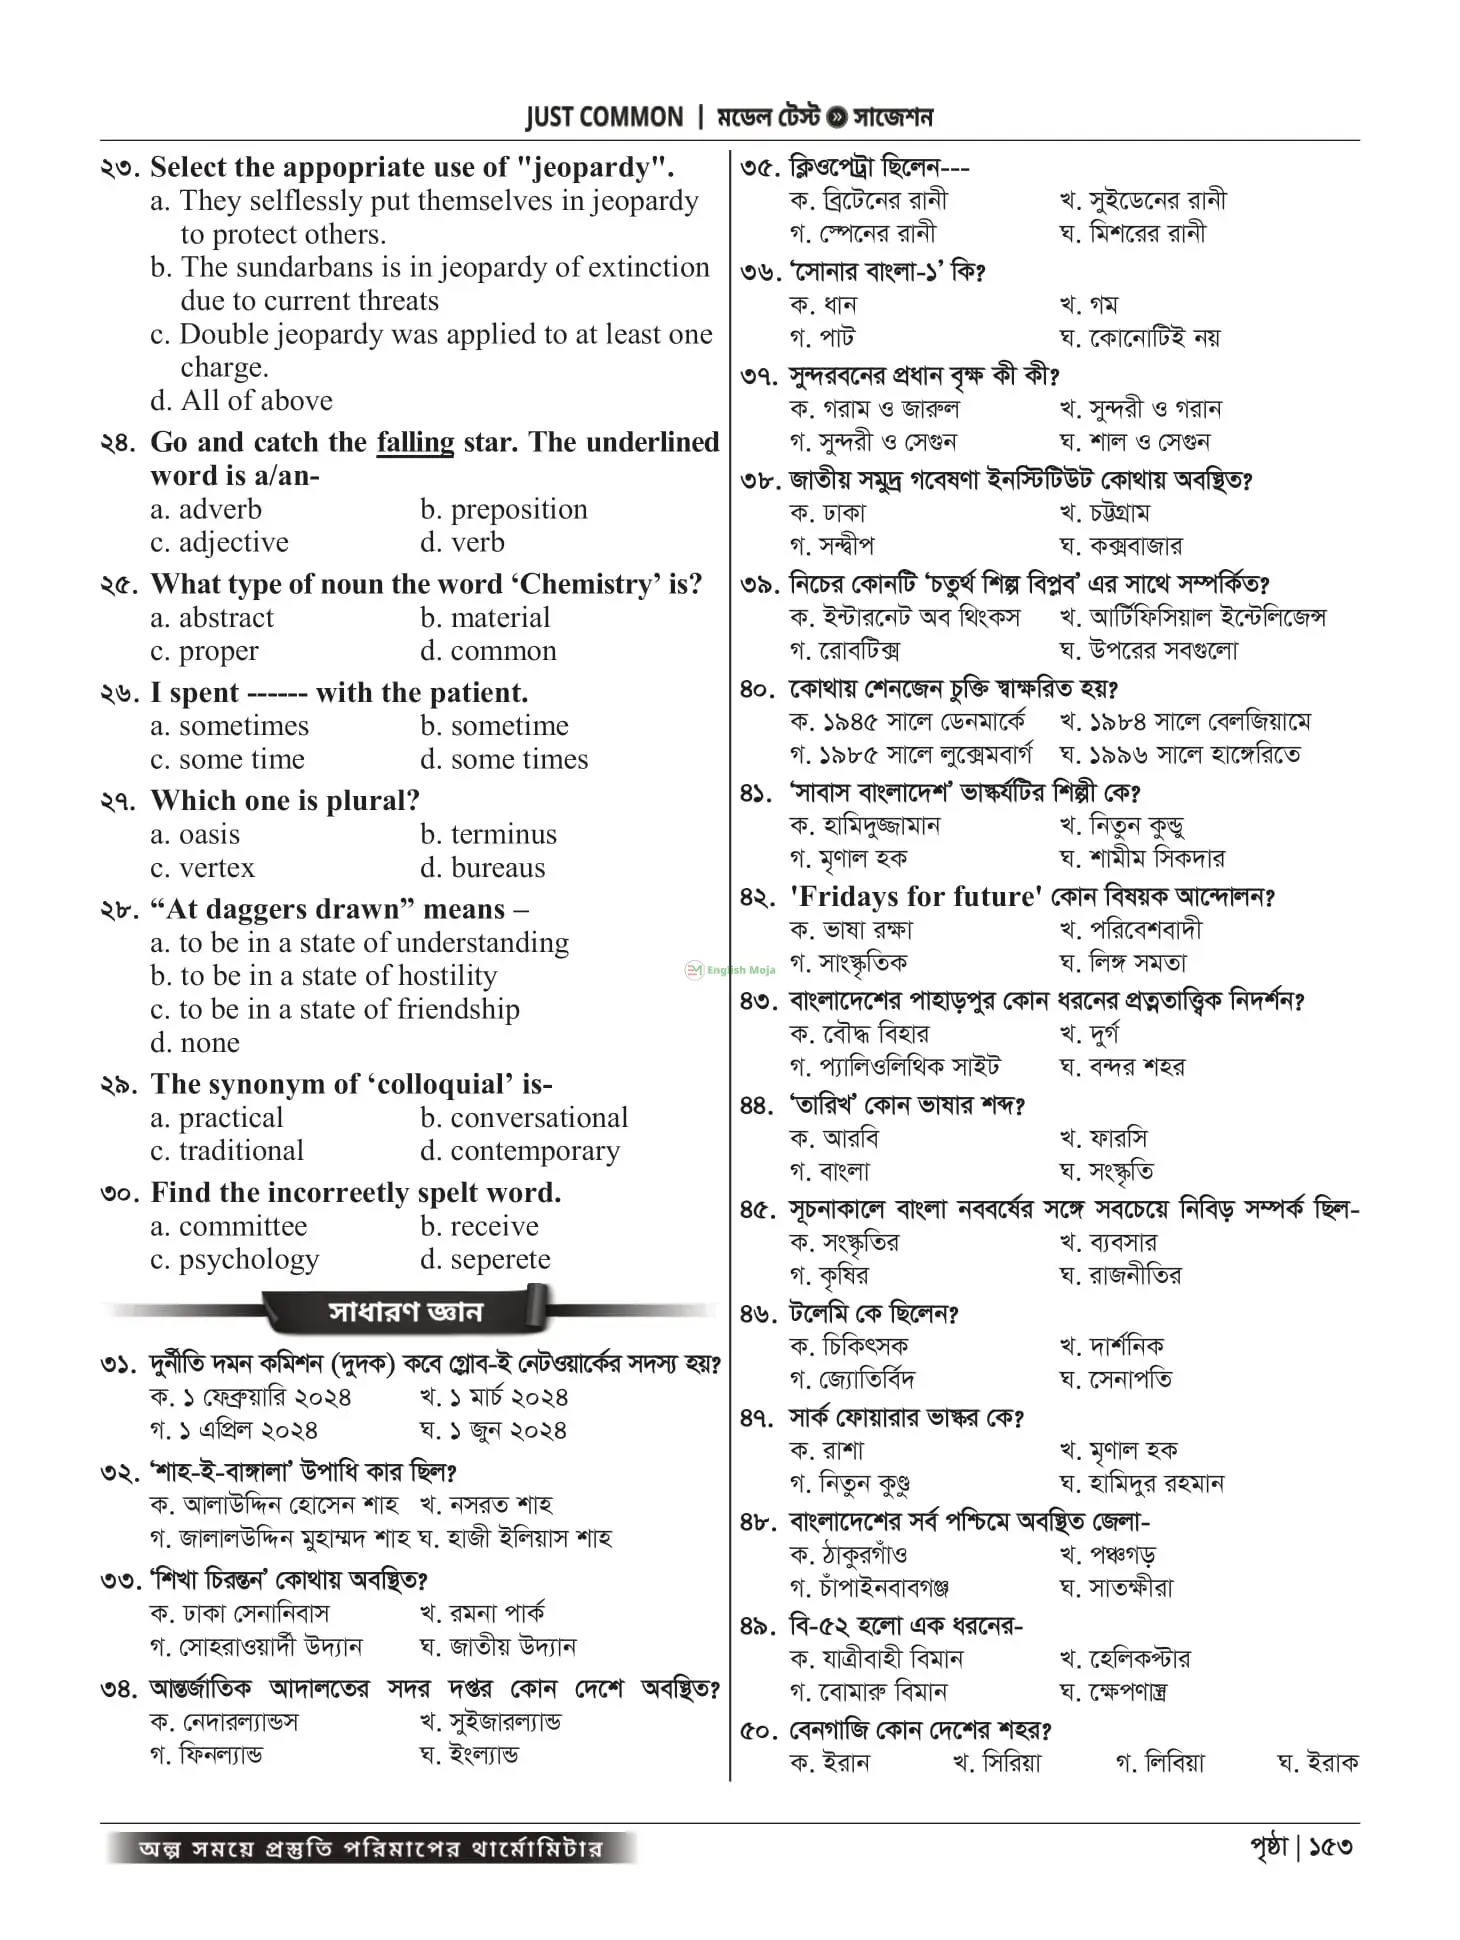 JUST COMMON | মডেল টেস্ট » সাজেশন
২৩. Select the appopriate use of "jeopardy".
a. They selflessly put themselves in jeopardy
to protect others.
b. The sundarbans is in jeopardy of extinction
due to current threats
c. Double jeopardy was applied to at least one
charge.
d. All of above
২৪. Go and catch the falling star. The underlined
word is a/an-
a. adverb b. preposition
c. adjective d. verb
২৫. What type of noun the word ‘Chemistry’ is?
a. abstract b. material
c. proper d. common
২৬. I spent ------ with the patient.
a. sometimes b. sometime
c. some time d. some times
২৭. Which one is plural?
a. oasis b. terminus
c. vertex d. bureaus
২৮. “At daggers drawn” means –
a. to be in a state of understanding
b. to be in a state of hostility
c. to be in a state of friendship
d. none
২৯. The synonym of ‘colloquial’ is-
a. practical b. conversational
c. traditional d. contemporary
৩০. Find the incorreetly spelt word.
a. committee b. receive
c. psychology d. seperete
সাধারণ জ্ঞান
৩১. দুর্নীতি দমন কমিশন (দুদক) কবে গ্লোব-ই নেটওয়ার্কের সদস্য হয়?
ক. ১ ফেব্রুয়ারি ২০২৪ খ. ১ মার্চ ২০২৪
গ. ১ এপ্রিল ২০২৪ ঘ. ১ জুন ২০২৪
৩২. ‘শাহ-ই-বাঙ্গালা’ উপাধি কার ছিল?
ক. আলাউদ্দিন হোসেন শাহ খ. নসরত শাহ
গ. জালালউদ্দিন মুহাম্মদ শাহ ঘ. হাজী ইলিয়াস শাহ
৩৩. ‘শিখা চিরন্তন’ কোথায় অবস্থিত?
ক. ঢাকা সেনানিবাস খ. রমনা পার্ক
গ. সোহরাওয়ার্দী উদ্যান ঘ. জাতীয় উদ্যান
৩৪. আন্তর্জাতিক আদালতের সদর দপ্তর কোন দেশে অবস্থিত?
ক. নেদারল্যান্ডস খ. সুইজারল্যান্ড
গ. ফিনল্যান্ড ঘ. ইংল্যান্ড
৩৫. ক্লিওপেট্রা ছিলেন---
ক. ব্রিটেনের রানী খ. সুইডেনের রানী
গ. স্পেনের রানী ঘ. মিশরের রানী
৩৬. ‘সোনার বাংলা-১’ কি?
ক. ধান খ. গম
গ. পাট ঘ. কোনোটিই নয়
৩৭. সুন্দরবনের প্রধান বৃক্ষ কী কী?
ক. গরাম ও জারুল খ. সুন্দরী ও গরান
গ. সুন্দরী ও সেগুন ঘ. শাল ও সেগুন
৩৮. জাতীয় সমুদ্র গবেষণা ইনস্টিটিউট কোথায় অবস্থিত?
ক. ঢাকা খ. চট্টগ্রাম
গ. সন্দ্বীপ ঘ. কক্সবাজার
৩৯. নিচের কোনটি ‘চতুর্থ শিল্প বিপ্লব’ এর সাথে সম্পর্কিত?
ক. ইন্টারনেট অব থিংকস খ. আর্টিফিসিয়াল ইন্টেলিজেন্স
গ. রোবটিক্স ঘ. উপরের সবগুলো
৪০. কোথায় শেনজেন চুক্তি স্বাক্ষরিত হয়?
ক. ১৯৪৫ সালে ডেনমার্কে খ. ১৯৮৪ সালে বেলজিয়ামে
গ. ১৯৮৫ সালে লুক্সেমবার্গ ঘ. ১৯৯৬ সালে হাঙ্গেরিতে
৪১. ‘সাবাস বাংলাদেশ’ ভাস্কর্যটির শিল্পী কে?
ক. হামিদুজ্জামান খ. নিতুন কুন্ডু
গ. মৃণাল হক ঘ. শামীম সিকদার
৪২. 'Fridays for future' কোন বিষয়ক আন্দোলন?
ক. ভাষা রক্ষা খ. পরিবেশবাদী
গ. সাংস্কৃতিক ঘ. লিঙ্গ সমতা
English Moja
৪৩. বাংলাদেশের পাহাড়পুর কোন ধরনের প্রত্নতাত্ত্বিক নিদর্শন?
ক. বৌদ্ধ বিহার খ. দুর্গ
গ. প্যালিওলিথিক সাইট ঘ. বন্দর শহর
৪৪. ‘তারিখ’ কোন ভাষার শব্দ?
ক. আরবি খ. ফারসি
গ. বাংলা ঘ. সংস্কৃতি
৪৫. সূচনাকালে বাংলা নববর্ষের সঙ্গে সবচেয়ে নিবিড় সম্পর্ক ছিল-
ক. সংস্কৃতির খ. ব্যবসার
গ. কৃষির ঘ. রাজনীতির
৪৬. টলেমি কে ছিলেন?
ক. চিকিৎসক খ. দার্শনিক
গ. জ্যোতির্বিদ ঘ. সেনাপতি
৪৭. সার্ক ফোয়ারার ভাস্কর কে?
ক. রাশা খ. মৃণাল হক
গ. নিতুন কুণ্ডু ঘ. হামিদুর রহমান
৪৮. বাংলাদেশের সর্ব পশ্চিমে অবস্থিত জেলা-
ক. ঠাকুরগাঁও খ. পঞ্চগড়
গ. চাঁপাইনবাবগঞ্জ ঘ. সাতক্ষীরা
৪৯. বি-৫২ হলো এক ধরনের-
ক. যাত্রীবাহী বিমান খ. হেলিকপ্টার
গ. বোমারু বিমান ঘ. ক্ষেপণাস্ত্র
৫০. বেনগাজি কোন দেশের শহর?
ক. ইরান খ. সিরিয়া গ. লিবিয়া ঘ. ইরাক
অল্প সময়ে প্রস্তুতি পরিমাপের থার্মোমিটার
পৃষ্ঠা | ১৫৩